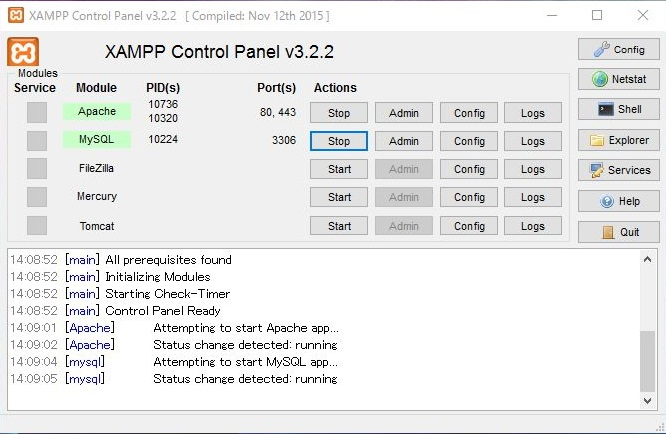 XAMPP Control Panel v3.2.2 [ Compiled: Nov 12th 2015 ]
XAMPP Control Panel v3.2.2
Config
Modules
Service Module PID(s) Port(s) Actions
Netstat
Apache 10736 10320 80, 443 Stop Admin Config Logs
Shell
MySQL 10224 3306 Stop Admin Config Logs
Explorer
FileZilla Start Admin Config Logs
Services
Mercury Start Admin Config Logs
Help
Tomcat Start Admin Config Logs
Quit
14:08:52 [main] All prerequisites found
14:08:52 [main] Initializing Modules
14:08:52 [main] Starting Check-Timer
14:08:52 [main] Control Panel Ready
14:09:01 [Apache] Attempting to start Apache app...
14:09:02 [Apache] Status change detected: running
14:09:04 [mysql] Attempting to start MySQL app...
14:09:05 [mysql] Status change detected: running